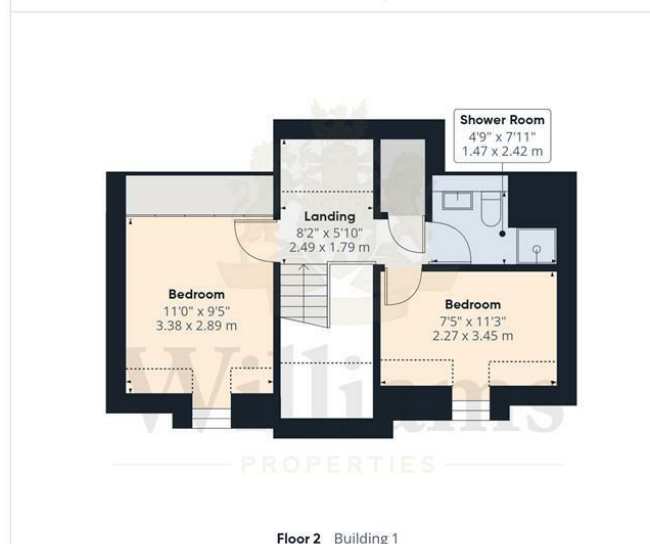 Shower Room
4'9" x 7'11"
1.47 x 2.42 m
Landing
8'2" x 5'10"
2.49 x 1.79 m
Bedroom
11'0" x 9'5"
3.38 x 2.89 m
Bedroom
7'5" x 11'3"
2.27 x 3.45 m
Williams
PROPERTIES
Floor 2 Building 1